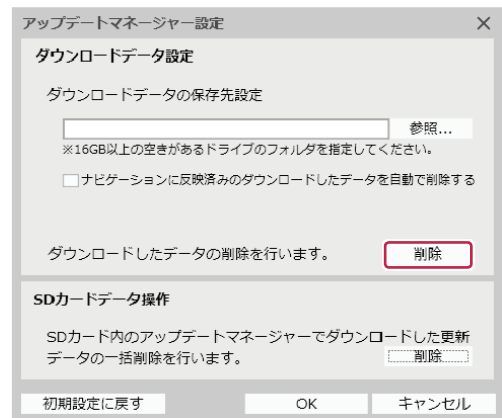 アップデートマネージャー設定
ダウンロードデータ設定
ダウンロードデータの保存先設定
参照...
※16GB以上の空きがあるドライブのフォルダを指定してください。
ナビゲーションに反映済みのダウンロードしたデータを自動で削除する
ダウンロードしたデータの削除を行います。 削除
SDカードデータ操作
SDカード内のアップデートマネージャーでダウンロードした更新
データの一括削除を行います。 削除
初期設定に戻す OK キャンセル